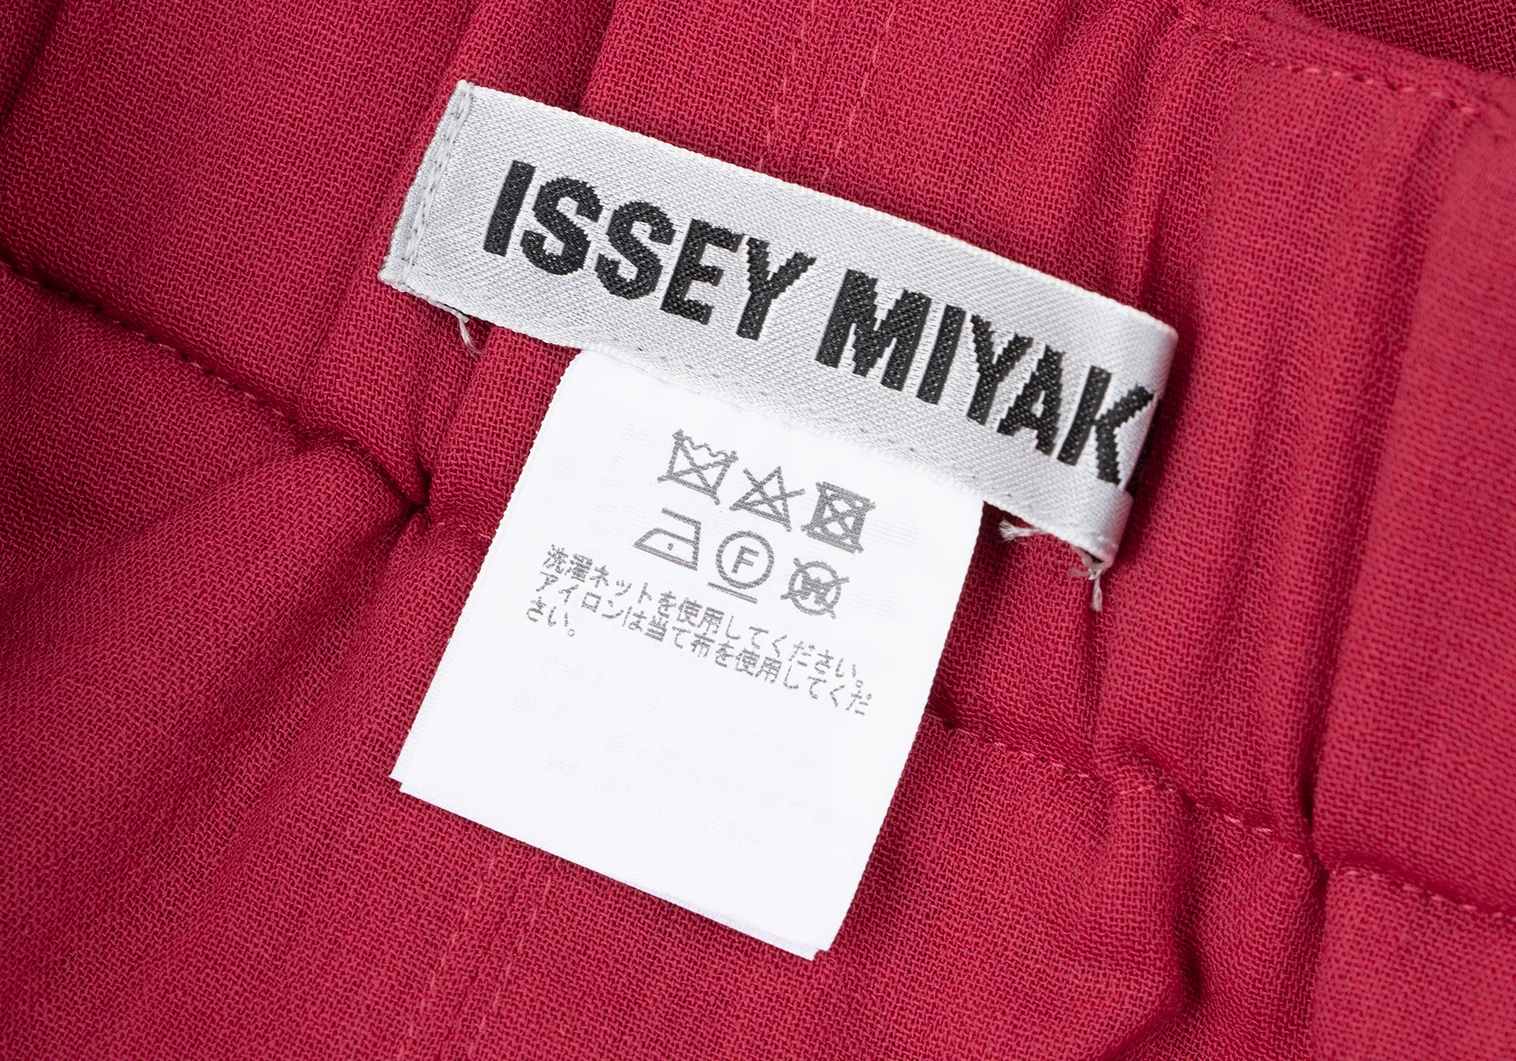 ISSEY MIYAK
F
W
洗濯ネットを使用してください。
アイロンは当て布を使用してくだ
さい。